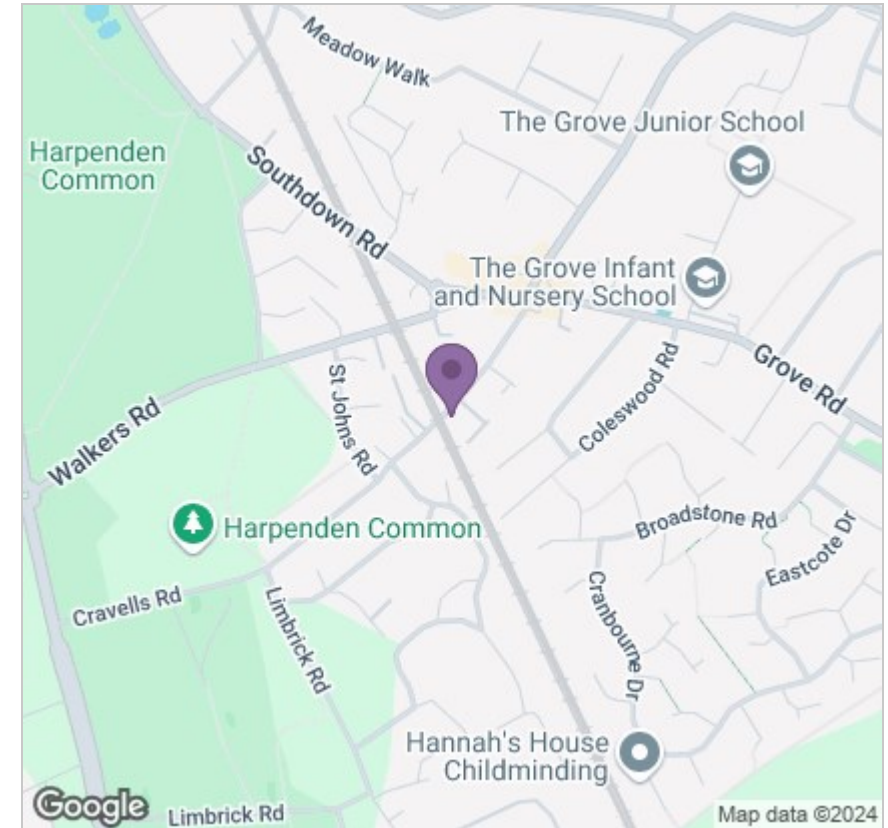 Meadow Walk
The Grove Junior School
Harpenden
Common
Southdown Rd
The Grove Infant
and Nursery School
Grove Rd
St Johns Rd
Coleswood Rd
Walkers Rd
Harpenden Common
Broadstone Rd
Eastcote Dr
Cravells Rd
Limbrick Rd
Cranbourne Dr
Hannah's House
Childminding
Google
Limbrick Rd
Map data ©2024